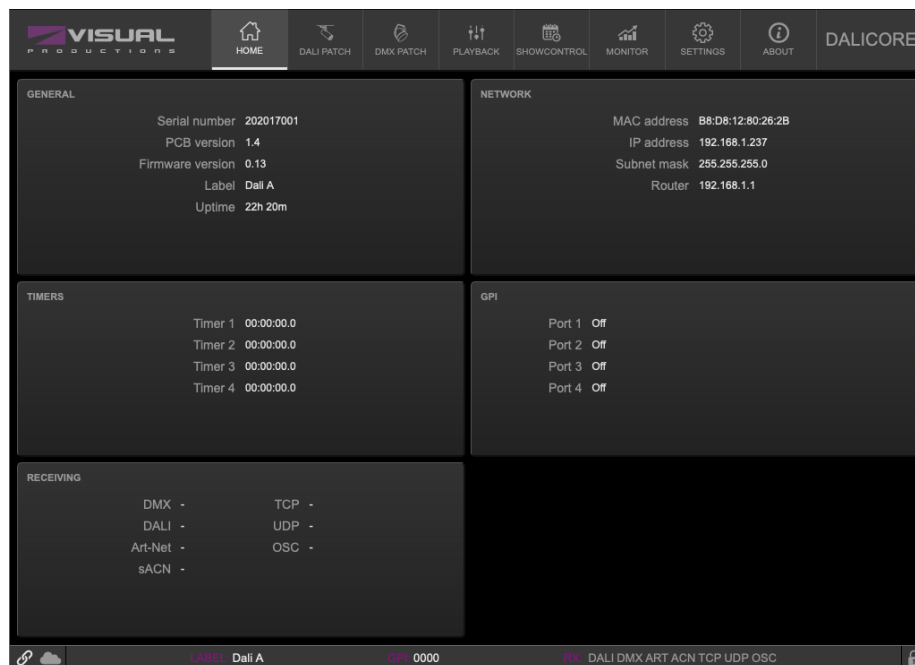 VISUAL
PRODUCTIONS
HOME
DALI PATCH
DMX PATCH
PLAYBACK
SHOWCONTROL
MONITOR
SETTINGS
ABOUT
DALICORE
GENERAL
Serial number 202017001
PCB version 1.4
Firmware version 0.13
Label Dali A
Uptime 22h 20m
NETWORK
MAC address B8:D8:12:80:26:2B
IP address 192.168.1.237
Subnet mask 255.255.255.0
Router 192.168.1.1
TIMERS
Timer 1 00:00:00.0
Timer 2 00:00:00.0
Timer 3 00:00:00.0
Timer 4 00:00:00.0
GPI
Port 1 Off
Port 2 Off
Port 3 Off
Port 4 Off
RECEIVING
DMX - TCP -
DALI - UDP -
Art-Net - OSC -
sACN -
LABEL: Dali A GPI: 0000 RX: DALI DMX ART ACN TCP UDP OSC